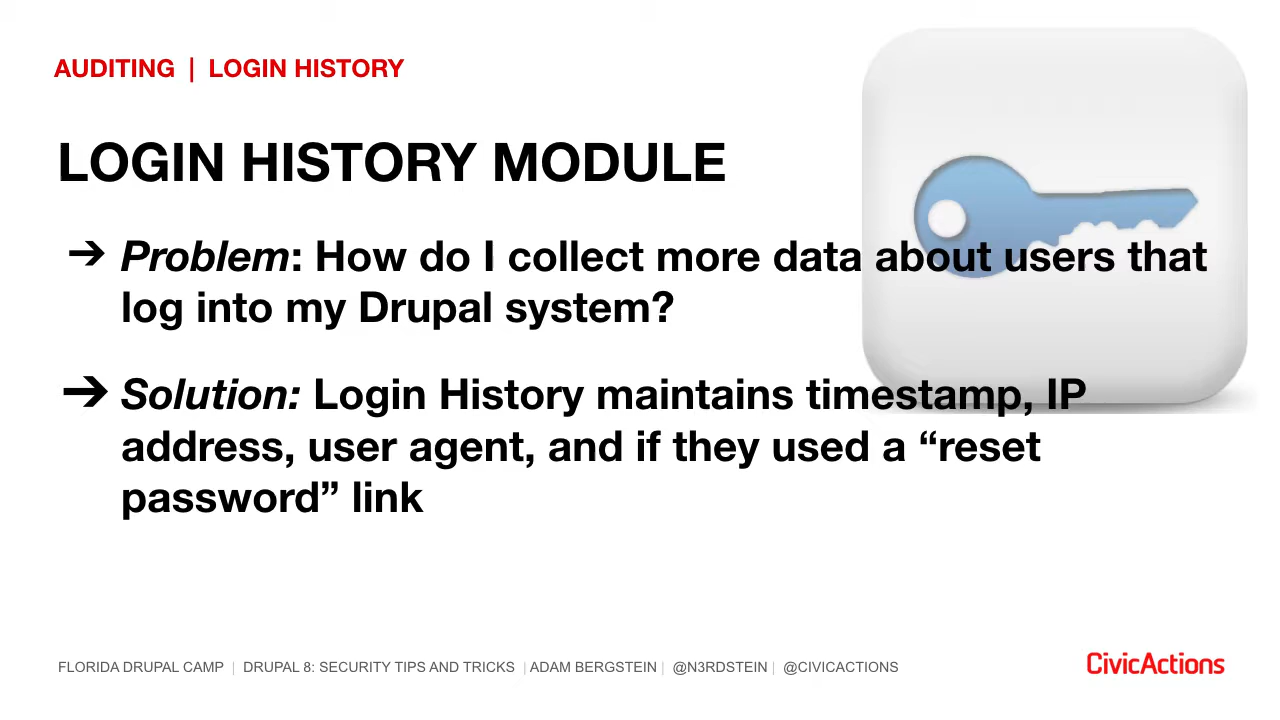 AUDITING | LOGIN HISTORY
LOGIN HISTORY MODULE
➔ Problem: How do I collect more data about users that
log into my Drupal system?
➔ Solution: Login History maintains timestamp, IP
address, user agent, and if they used a “reset
password” link
FLORIDA DRUPAL CAMP | DRUPAL 8: SECURITY TIPS AND TRICKS | ADAM BERGSTEIN | @N3RDSTEIN | @CIVICACTIONS
CivicActions